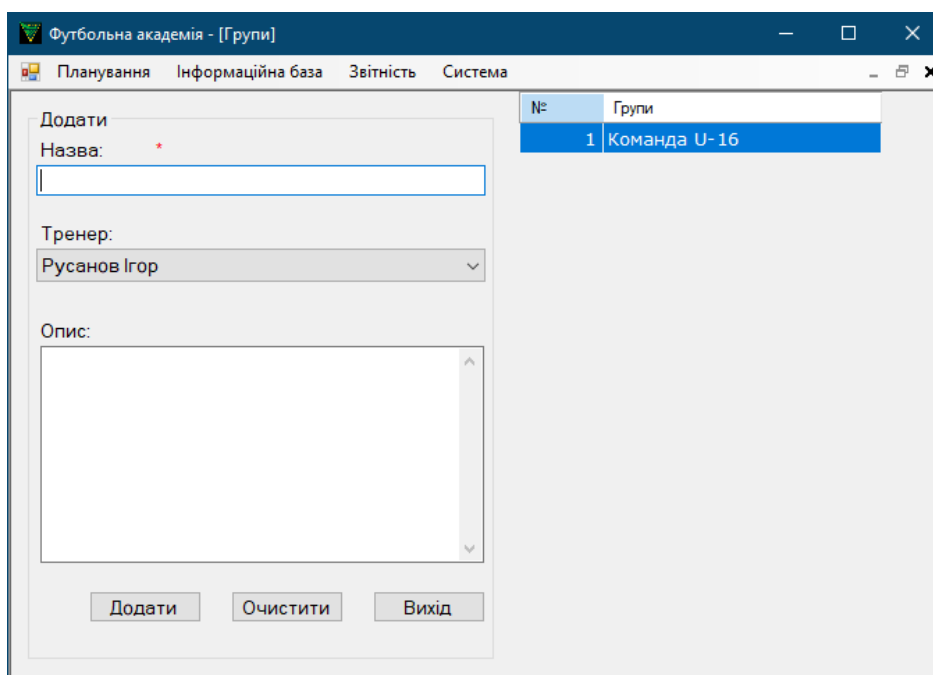 Футбольна академія - [Групи]
Планування Інформаційна база Звітність Система
Додати
Назва: *
Тренер:
Русанов Ігор
Опис:
Додати Очистити Вихід
№ Групи
1 Команда U-16